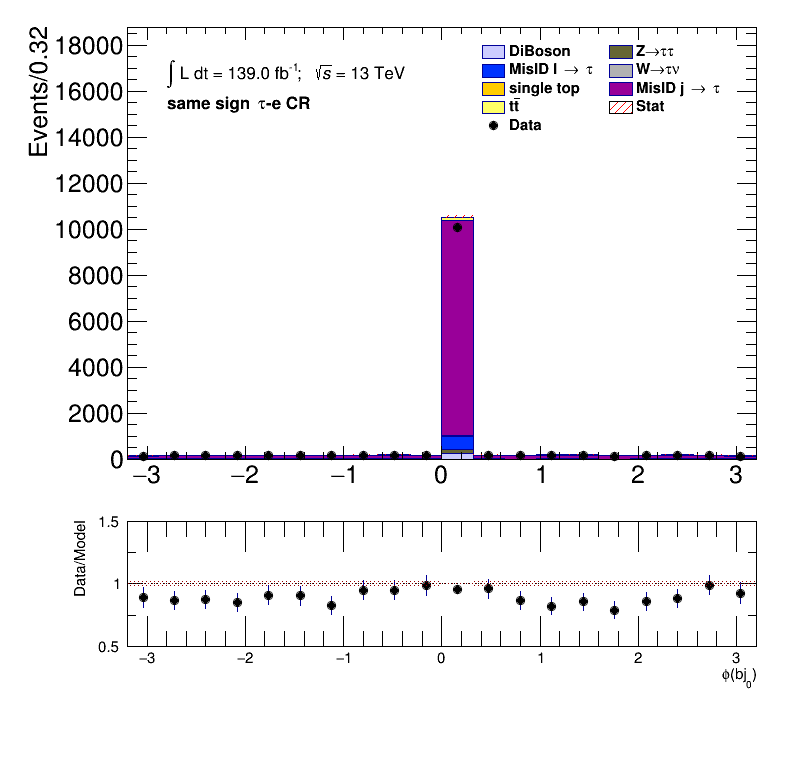 Events/0.32
18000
16000
14000
12000
10000
8000
6000
4000
2000
0
∫ L dt = 139.0 fb⁻¹; √s = 13 TeV
same sign τ-e CR
DiBoson
MisID l → τ
single top
tt̄
Data
Z→ττ
W→τν
MisID j → τ
Stat
−3 −2 −1 0 1 2 3
Data/Model
1.5
1
0.5
−3 −2 −1 0 1 2 3
ϕ(bj₀)